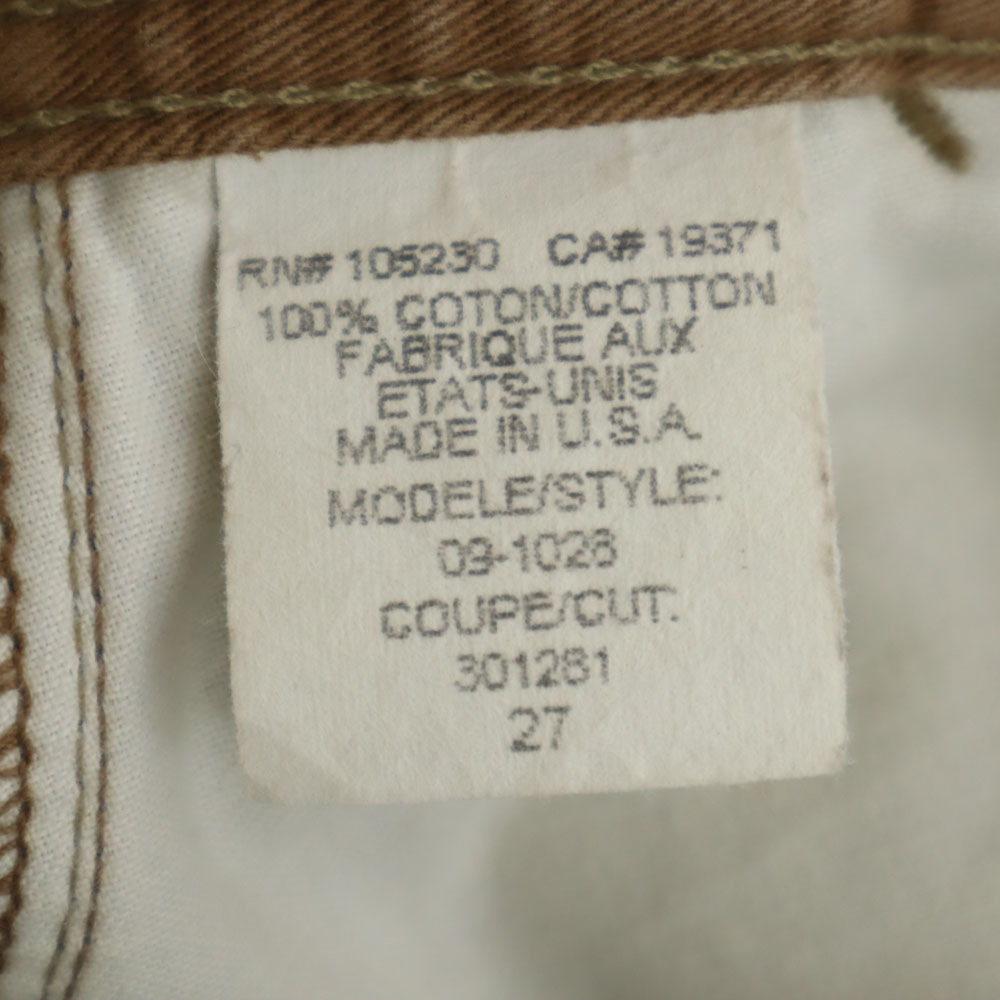 RN# 105230 CA# 19371
100% COTON/COTTON
FABRIQUE AUX
ETATS-UNIS
MADE IN U.S.A.
MODELE/STYLE:
09-1028
COUPE/CUT:
301281
27